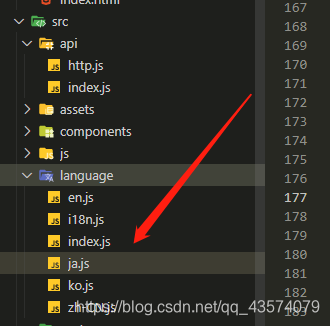 index.html
167
src
168
api
169
http.js
170
index.js
171
172
assets
173
components
174
js
175
language
176
en.js
177
i18n.js
178
index.js
179
180
ja.js
181
ko.js
182
https://blog.csdn.net/qq_43574079
183